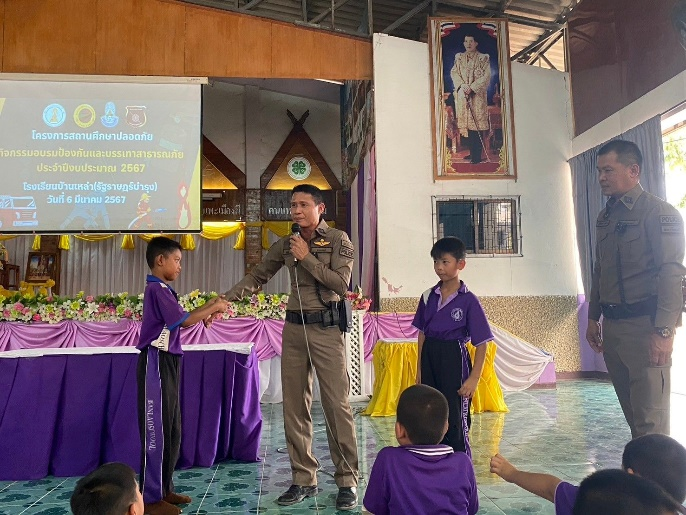 โครงการสถานศึกษาปลอดภัย
กิจกรรมอบรมป้องกันและบรรเทาสาธารณภัย
ประจำปีงบประมาณ 2567
โรงเรียนบ้านเหล่า(รัฐราษฎร์บำรุง)
วันที่ 6 มีนาคม 2567